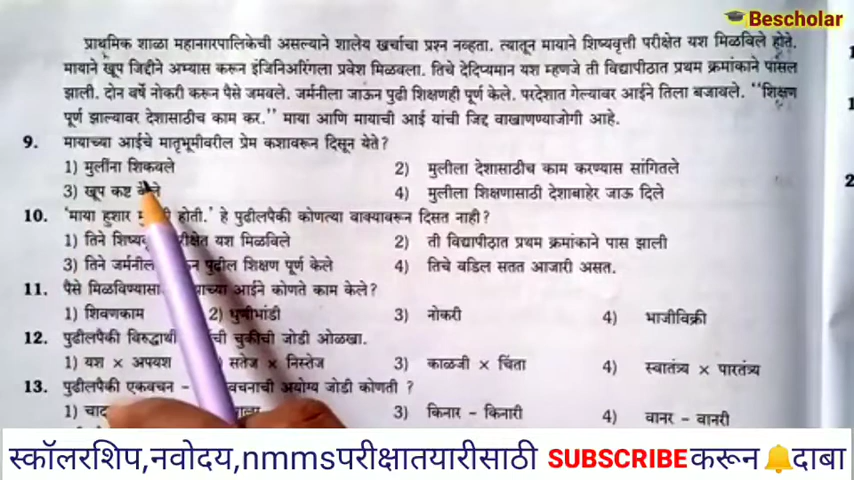 Bescholar
प्राथमिक शाळा महानगरपालिकेची असल्याने शालेय खर्चाचा प्रश्न नव्हता. त्यातून मायाने शिष्यवृत्ती परीक्षेत यश मिळविले होते.
मायाने खूप जिद्दीने अभ्यास करून इंजिनिअरिंगला प्रवेश मिळवला. तिचे देदिप्यमान यश म्हणजे ती विद्यापीठात प्रथम क्रमांकाने पासल
झाली. दोन वर्षे नोकरी करून पैसे जमवले. जर्मनीला जाऊन पुढी शिक्षणही पूर्ण केले. परदेशात गेल्यावर आईने तिला बजावले. “शिक्षण
पूर्ण झाल्यावर देशासाठीच काम कर.” माया आणि मायाची आई यांची जिद्द वाखाणण्याजोगी आहे.
9. मायाच्या आईचे मातृभूमीवरील प्रेम कशावरून दिसून येते?
1) मुलींना शिकवले 2) मुलीला देशासाठीच काम करण्यास सांगितले
3) खूप कष्ट केले 4) मुलीला शिक्षणासाठी देशाबाहेर जाऊ दिले
10. ‘माया हुशार होती.’ हे पुढीलपैकी कोणत्या वाक्यावरून दिसत नाही?
1) तिने यश मिळविले 2) ती विद्यापीठात प्रथम क्रमांकाने पास झाली
3) तिने पुढील शिक्षण पूर्ण केले 4) तिचे वडिल सतत आजारी असत.
11. पैसे आईने कोणते काम केले?
1) शिवणकाम 2) धुणीभांडी 3) नोकरी 4) भाजीविक्री
12. पुढीलपैकी चुकीची जोडी ओळखा.
1) यश × अपयश सतेज × निस्तेज 3) काळजी × चिंता 4) स्वातंत्र्य × पारतंत्र्य
13. पुढीलपैकी एकवचन - अयोग्य जोडी कोणती ?
1) 3) किनार - किनारी 4) वानर - वानरी
स्कॉलरशिप,नवोदय,nmmsपरीक्षातयारीसाठी SUBSCRIBEकरून🔔दाबा